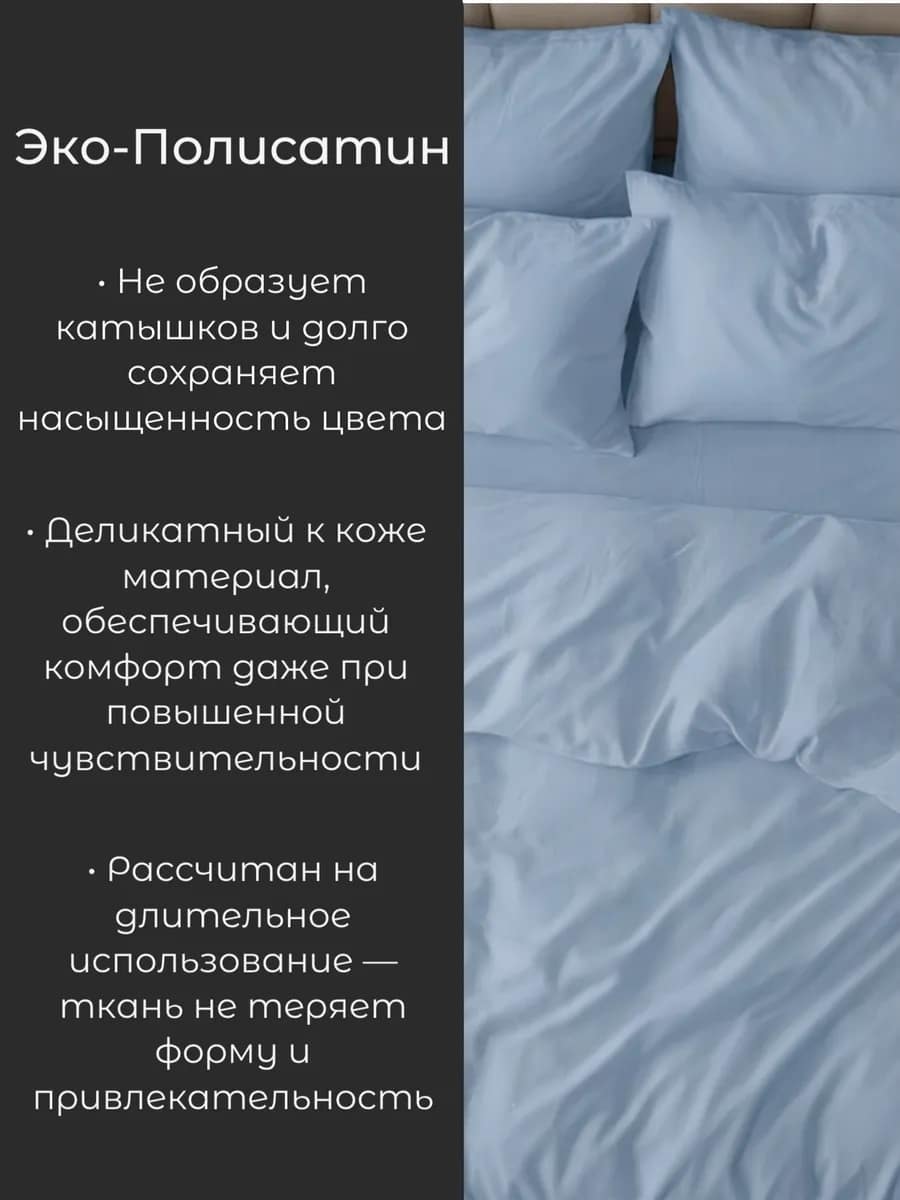 Эко-Полисатин
• Не образует
катышков и долго
сохраняет
насыщенность цвета
• Деликатный к коже
материал,
обеспечивающий
комфорт даже при
повышенной
чувствительности
• Рассчитан на
длительное
использование —
ткань не теряет
форму и
привлекательность